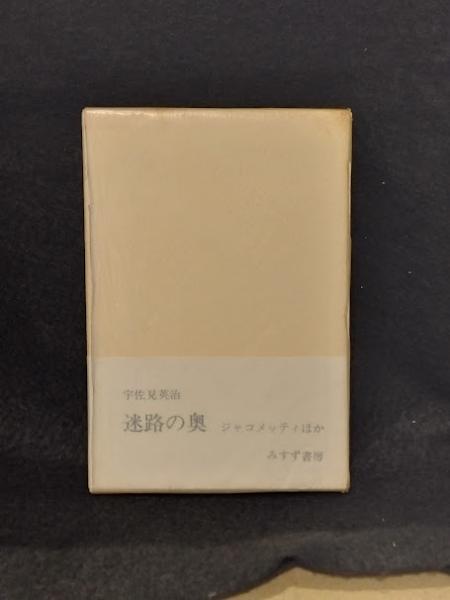 宇佐見英治
迷路の奥 ジャコメッティほか
みすず書房